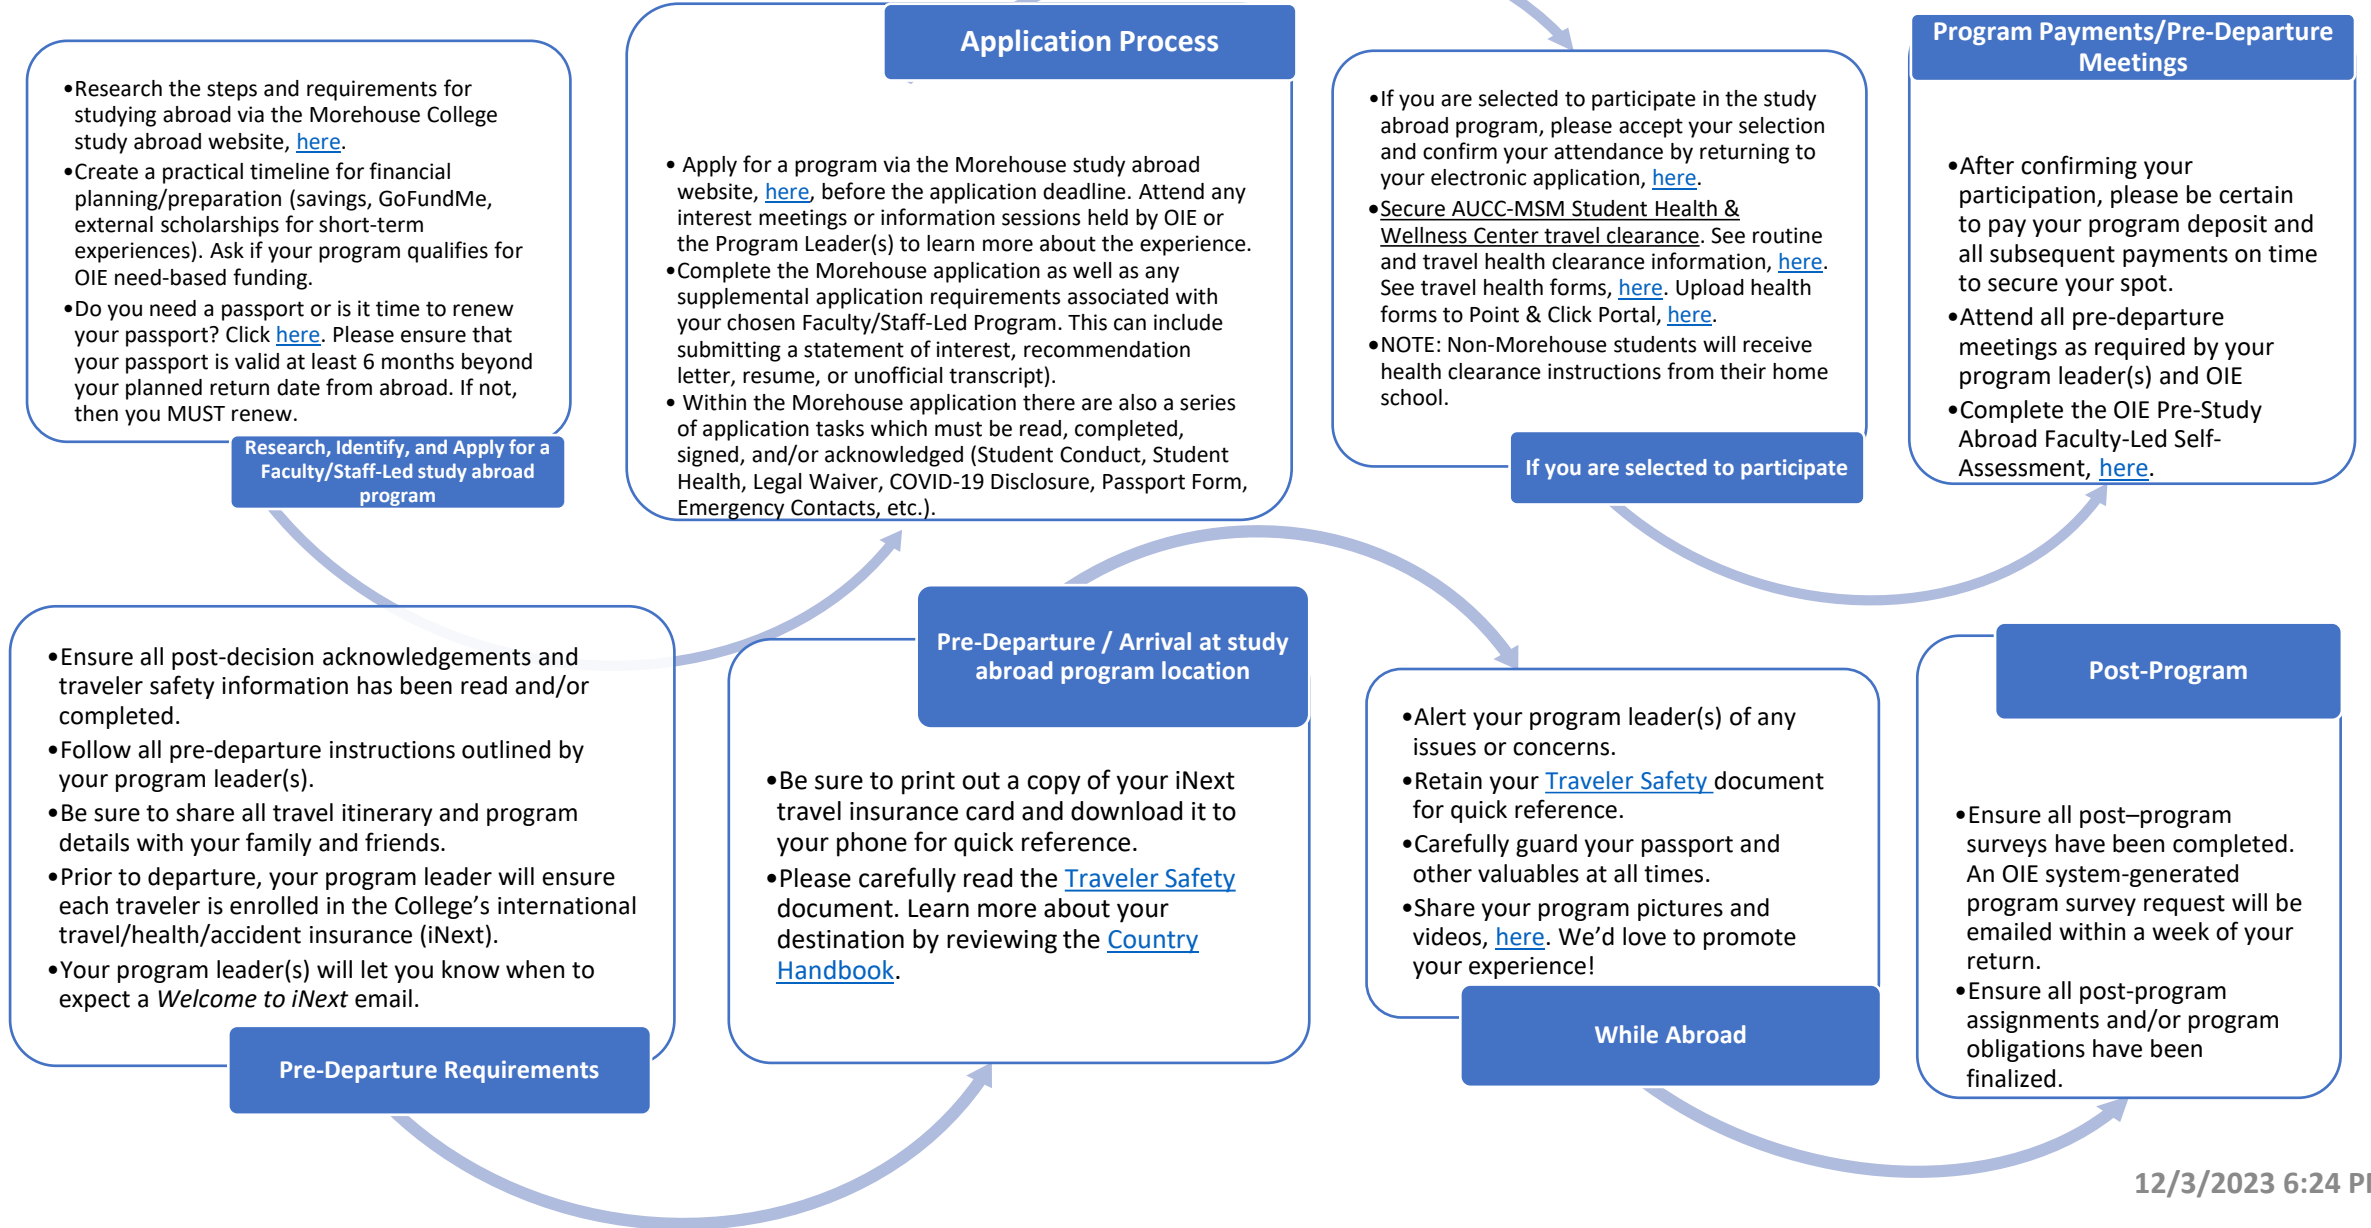 •Research the steps and requirements for
studying abroad via the Morehouse College
study abroad website, here.
•Create a practical timeline for financial
planning/preparation (savings, GoFundMe,
external scholarships for short-term
experiences). Ask if your program qualifies for
OIE need-based funding.
•Do you need a passport or is it time to renew
your passport? Click here. Please ensure that
your passport is valid at least 6 months beyond
your planned return date from abroad. If not,
then you MUST renew.
Research, Identify, and Apply for a
Faculty/Staff-Led study abroad
program
Application Process
• Apply for a program via the Morehouse study abroad
website, here, before the application deadline. Attend any
interest meetings or information sessions held by OIE or
the Program Leader(s) to learn more about the experience.
•Complete the Morehouse application as well as any
supplemental application requirements associated with
your chosen Faculty/Staff-Led Program. This can include
submitting a statement of interest, recommendation
letter, resume, or unofficial transcript).
• Within the Morehouse application there are also a series
of application tasks which must be read, completed,
signed, and/or acknowledged (Student Conduct, Student
Health, Legal Waiver, COVID-19 Disclosure, Passport Form,
Emergency Contacts, etc.).
•If you are selected to participate in the study
abroad program, please accept your selection
and confirm your attendance by returning to
your electronic application, here.
•Secure AUCC-MSM Student Health &
Wellness Center travel clearance. See routine
and travel health clearance information, here.
See travel health forms, here. Upload health
forms to Point & Click Portal, here.
•NOTE: Non-Morehouse students will receive
health clearance instructions from their home
school.
If you are selected to participate
Program Payments/Pre-Departure
Meetings
•After confirming your
participation, please be certain
to pay your program deposit and
all subsequent payments on time
to secure your spot.
•Attend all pre-departure
meetings as required by your
program leader(s) and OIE
•Complete the OIE Pre-Study
Abroad Faculty-Led Self-
Assessment, here.
•Ensure all post-decision acknowledgements and
traveler safety information has been read and/or
completed.
•Follow all pre-departure instructions outlined by
your program leader(s).
•Be sure to share all travel itinerary and program
details with your family and friends.
•Prior to departure, your program leader will ensure
each traveler is enrolled in the College’s international
travel/health/accident insurance (iNext).
•Your program leader(s) will let you know when to
expect a Welcome to iNext email.
Pre-Departure Requirements
Pre-Departure / Arrival at study
abroad program location
•Be sure to print out a copy of your iNext
travel insurance card and download it to
your phone for quick reference.
•Please carefully read the Traveler Safety
document. Learn more about your
destination by reviewing the Country
Handbook.
•Alert your program leader(s) of any
issues or concerns.
•Retain your Traveler Safety document
for quick reference.
•Carefully guard your passport and
other valuables at all times.
•Share your program pictures and
videos, here. We’d love to promote
your experience!
While Abroad
Post-Program
•Ensure all post–program
surveys have been completed.
An OIE system-generated
program survey request will be
emailed within a week of your
return.
•Ensure all post-program
assignments and/or program
obligations have been
finalized.
12/3/2023 6:24 P